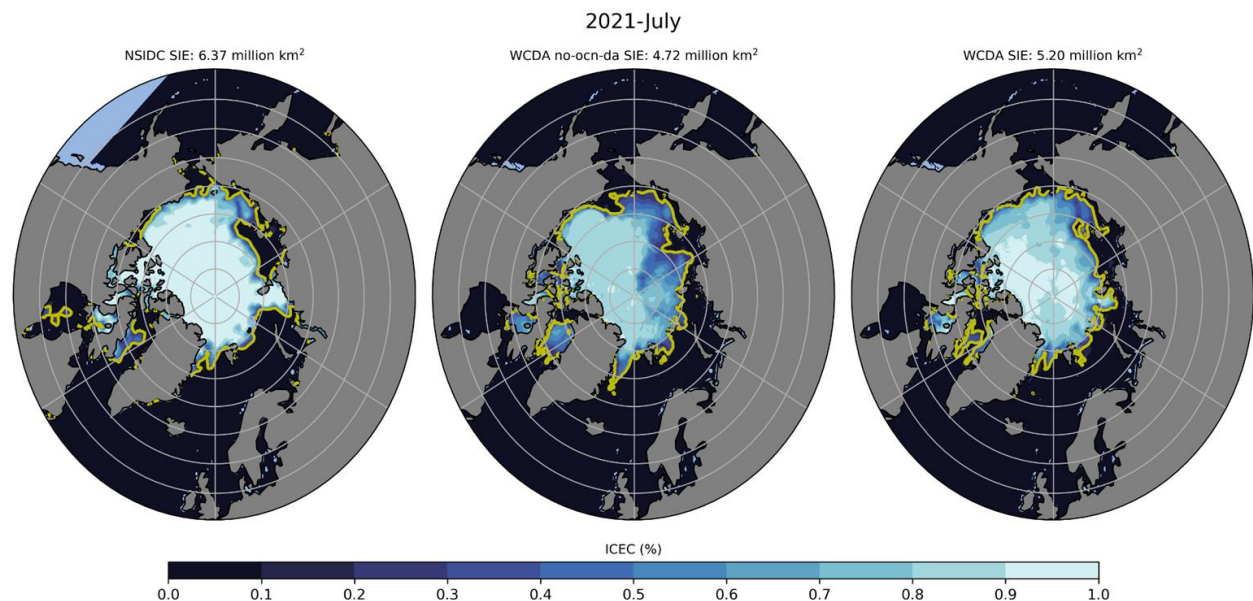 2021-July
NSIDC SIE: 6.37 million km²
WCDA no-ocn-da SIE: 4.72 million km²
WCDA SIE: 5.20 million km²
ICEC (%)
0.0 0.1 0.2 0.3 0.4 0.5 0.6 0.7 0.8 0.9 1.0